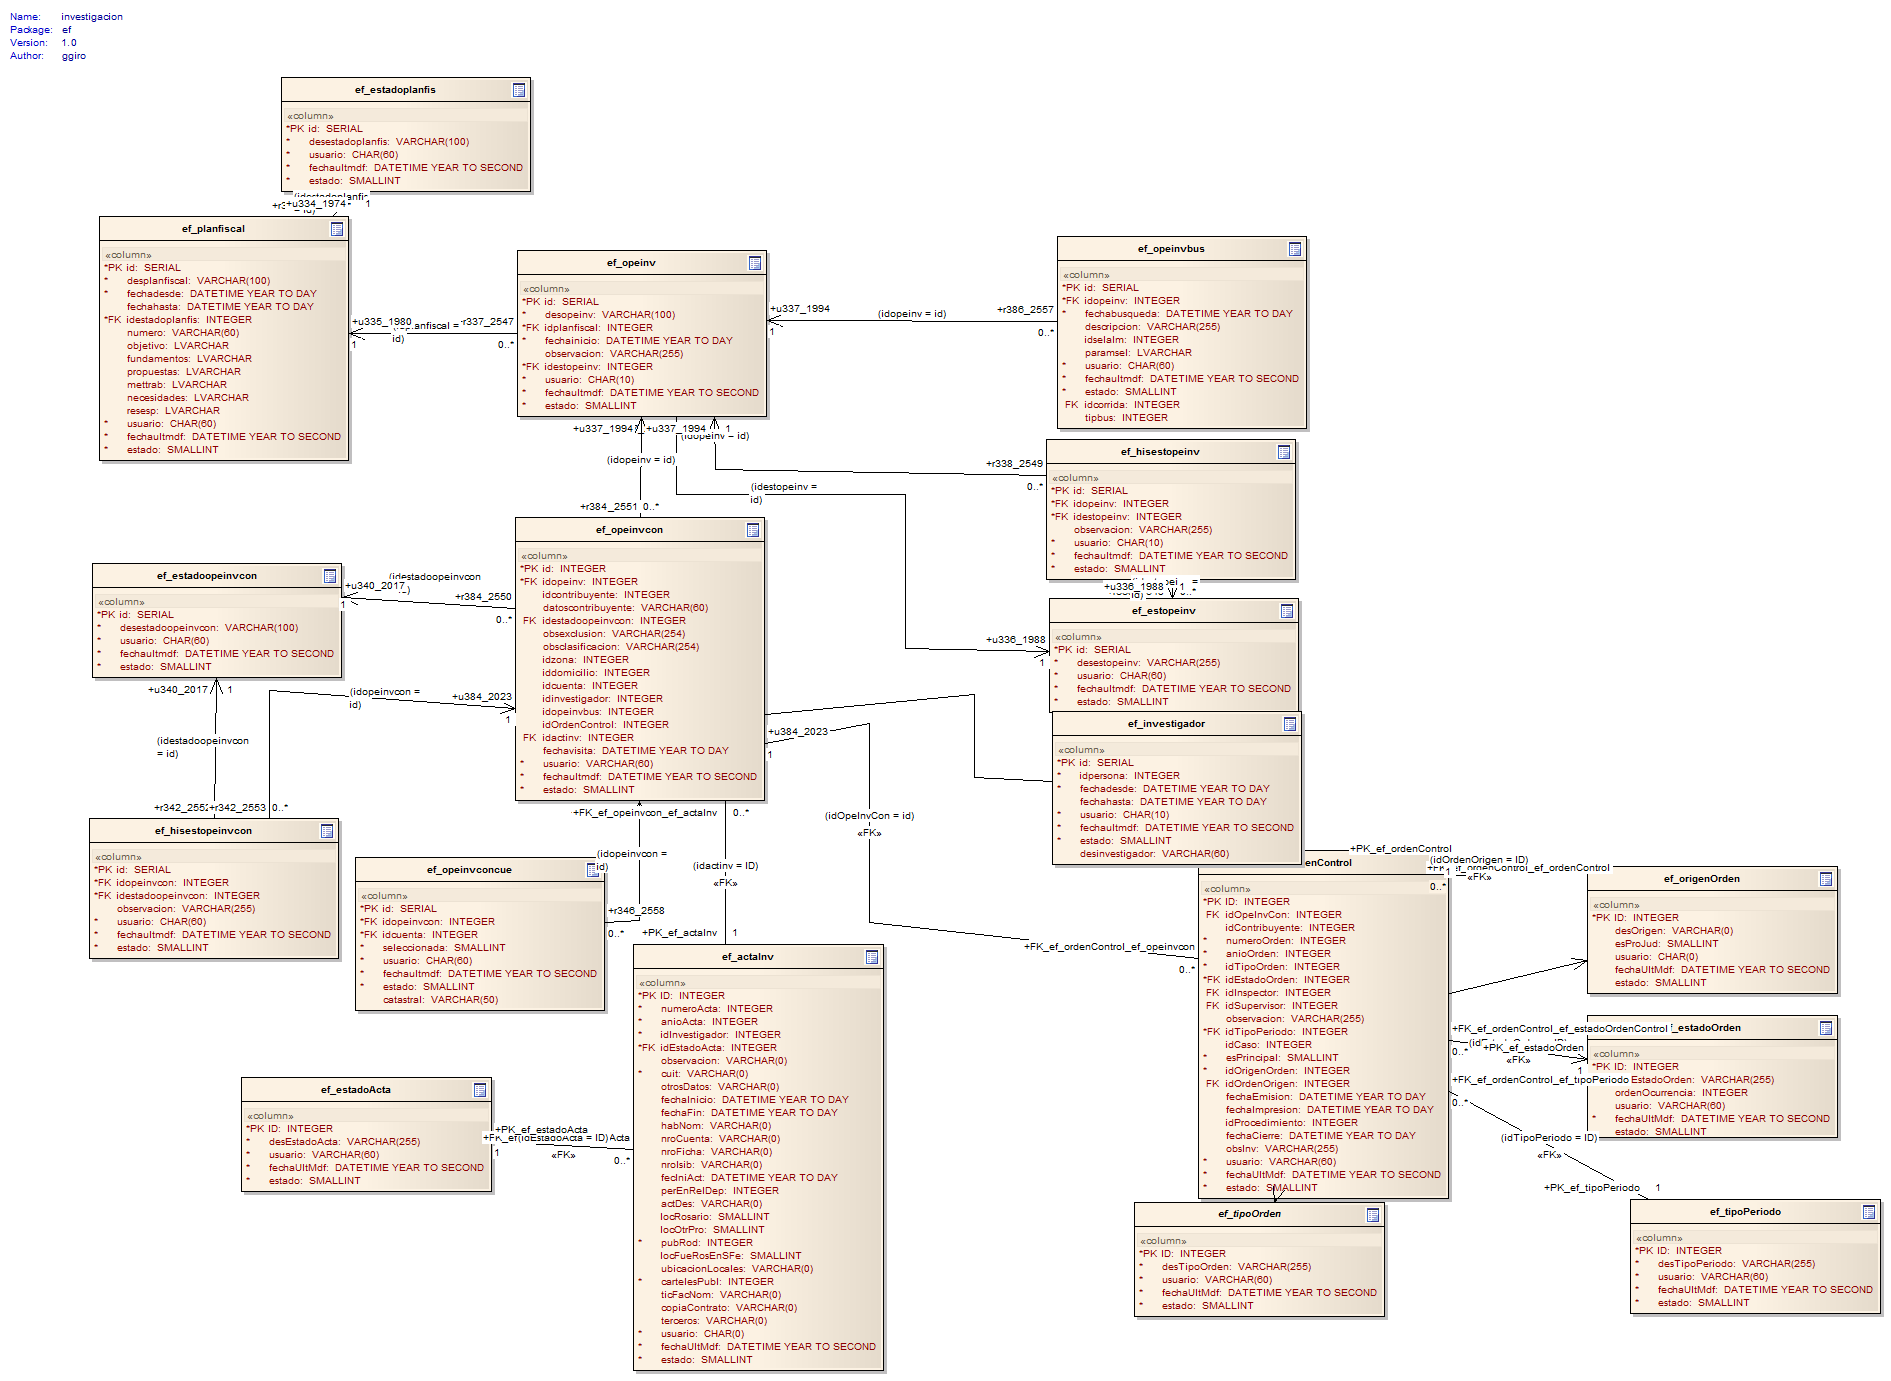 Name: investigacion
Package: ef
Version: 1.0
Author: ggiro
ef_estadoplanfis
«column»
*PK id: SERIAL
* desestadoplanfis: VARCHAR(100)
* usuario: CHAR(60)
* fechaultmdf: DATETIME YEAR TO SECOND
* estado: SMALLINT
+u334_1974
1
ef_planfiscal
«column»
*PK id: SERIAL
* desplanfiscal: VARCHAR(100)
* fechadesde: DATETIME YEAR TO DAY
fechahasta: DATETIME YEAR TO DAY
*FK idestadoplanfis: INTEGER
numero: VARCHAR(60)
objetivo: LVARCHAR
fundamentos: LVARCHAR
propuestas: LVARCHAR
mettrab: LVARCHAR
necesidades: LVARCHAR
resesp: LVARCHAR
* usuario: CHAR(60)
* fechaultmdf: DATETIME YEAR TO SECOND
* estado: SMALLINT
+u335_1980
+r337_2547
id)
1
0..*
ef_opeinv
«column»
*PK id: SERIAL
* desopeinv: VARCHAR(100)
*FK idplanfiscal: INTEGER
* fechainicio: DATETIME YEAR TO DAY
observacion: VARCHAR(255)
*FK idestopeinv: INTEGER
* usuario: CHAR(10)
* fechaultmdf: DATETIME YEAR TO SECOND
* estado: SMALLINT
+u337_1994
1
(idopeinv = id)
+r386_2557
0..*
ef_opeinvbus
«column»
*PK id: SERIAL
*FK idopeinv: INTEGER
* fechabusqueda: DATETIME YEAR TO DAY
descripcion: VARCHAR(255)
idselalm: INTEGER
paramsel: LVARCHAR
* usuario: CHAR(60)
* fechaultmdf: DATETIME YEAR TO SECOND
* estado: SMALLINT
FK idcorrida: INTEGER
tipbus: INTEGER
+u337_1994
+u337_1994
1
(idopeinv = id)
(idopeinv = id)
+r338_2549
0..*
(idestopeinv =
id)
+r384_2551 0..*
ef_hisestopeinv
«column»
*PK id: SERIAL
*FK idopeinv: INTEGER
*FK idestopeinv: INTEGER
observacion: VARCHAR(255)
* usuario: CHAR(10)
* fechaultmdf: DATETIME YEAR TO SECOND
* estado: SMALLINT
+u336_1988
1
ef_estopeinv
«column»
*PK id: SERIAL
* desestopeinv: VARCHAR(255)
* usuario: CHAR(60)
* fechaultmdf: DATETIME YEAR TO SECOND
* estado: SMALLINT
+u336_1988
1
ef_opeinvcon
«column»
*PK id: INTEGER
*FK idopeinv: INTEGER
* idcontribuyente: INTEGER
* datoscontribuyente: VARCHAR(60)
FK idestadoopeinvcon: INTEGER
obsexclusion: VARCHAR(254)
obsclasificacion: VARCHAR(254)
idzona: INTEGER
iddomicilio: INTEGER
idcuenta: INTEGER
idinvestigador: INTEGER
idopeinvbus: INTEGER
idOrdenControl: INTEGER
FK idactinv: INTEGER
fechavisita: DATETIME YEAR TO DAY
* usuario: VARCHAR(60)
* fechaultmdf: DATETIME YEAR TO SECOND
* estado: SMALLINT
(idestadoopeinvcon
+u340_2017
1
+r384_2550
0..*
ef_estadoopeinvcon
«column»
*PK id: SERIAL
* desestadoopeinvcon: VARCHAR(100)
* usuario: CHAR(60)
* fechaultmdf: DATETIME YEAR TO SECOND
* estado: SMALLINT
+u340_2017
1
(idopeinvcon =
id)
+u384_2023
1
(idestadoopeinvcon
= id)
+r342_2552
+r342_2553 0..*
ef_hisestopeinvcon
«column»
*PK id: SERIAL
*FK idopeinvcon: INTEGER
*FK idestadoopeinvcon: INTEGER
observacion: VARCHAR(255)
* usuario: CHAR(60)
* fechaultmdf: DATETIME YEAR TO SECOND
* estado: SMALLINT
ef_investigador
«column»
*PK id: SERIAL
* idpersona: INTEGER
* fechadesde: DATETIME YEAR TO DAY
fechahasta: DATETIME YEAR TO DAY
* usuario: CHAR(10)
* fechaultmdf: DATETIME YEAR TO SECOND
* estado: SMALLINT
* desinvestigador: VARCHAR(60)
+u384_2023
1
(idOpeInvCon = id)
«FK»
+FK_ef_ordenControl_ef_opeinvcon
0..*
+FK_ef_opeinvcon_ef_actaInv
0..*
(idopeinvcon =
id)
(idactinv = ID)
«FK»
+r346_2558
0..*
+PK_actaInv
1
ef_opeinvconcue
«column»
*PK id: SERIAL
*FK idopeinvcon: INTEGER
*FK idcuenta: INTEGER
* seleccionada: SMALLINT
* usuario: CHAR(60)
* fechaultmdf: DATETIME YEAR TO SECOND
* estado: SMALLINT
catastral: VARCHAR(50)
ef_actaInv
«column»
*PK ID: INTEGER
* numeroActa: INTEGER
* anioActa: INTEGER
* idInvestigador: INTEGER
*FK idEstadoActa: INTEGER
observacion: VARCHAR(0)
* cuit: VARCHAR(0)
otrosDatos: VARCHAR(0)
fechaInicio: DATETIME YEAR TO DAY
fechaFin: DATETIME YEAR TO DAY
habNom: VARCHAR(0)
nroCuenta: VARCHAR(0)
nroFicha: VARCHAR(0)
nroIsib: VARCHAR(0)
fecIniAct: DATETIME YEAR TO DAY
perEnRelDep: INTEGER
actDes: VARCHAR(0)
locRosario: SMALLINT
locOtrPro: SMALLINT
* pubRod: INTEGER
locFueRosEnSFe: SMALLINT
ubicacionLocales: VARCHAR(0)
* cartelesPubl: INTEGER
ticFacNom: VARCHAR(0)
copiaContrato: VARCHAR(0)
terceros: VARCHAR(0)
* usuario: CHAR(0)
* fechaUltMdf: DATETIME YEAR TO SECOND
* estado: SMALLINT
ef_estadoActa
«column»
*PK ID: INTEGER
* desEstadoActa: VARCHAR(255)
* usuario: VARCHAR(60)
* fechaUltMdf: DATETIME YEAR TO SECOND
* estado: SMALLINT
+PK_ef_estadoActa
(idEstadoActa = ID)
1
«FK»
0..*
enControl
«column»
*PK ID: INTEGER
FK idOpeInvCon: INTEGER
idContribuyente: INTEGER
* numeroOrden: INTEGER
* anioOrden: INTEGER
* idTipoOrden: INTEGER
*FK idEstadoOrden: INTEGER
FK idInspector: INTEGER
FK idSupervisor: INTEGER
observacion: VARCHAR(255)
*FK idTipoPeriodo: INTEGER
idCaso: INTEGER
* esPrincipal: SMALLINT
* idOrigenOrden: INTEGER
FK idOrdenOrigen: INTEGER
fechaEmision: DATETIME YEAR TO DAY
fechaImpresion: DATETIME YEAR TO DAY
idProcedimiento: INTEGER
fechaCierre: DATETIME YEAR TO DAY
obsInv: VARCHAR(255)
* usuario: VARCHAR(60)
* fechaUltMdf: DATETIME YEAR TO SECOND
* estado: SMALLINT
+PK_ef_ordenControl
(idOrdenOrigen = ID)
1
«FK»
0..*
ef_origenOrden
«column»
*PK ID: INTEGER
desOrigen: VARCHAR(0)
esProJud: SMALLINT
usuario: CHAR(0)
fechaUltMdf: DATETIME YEAR TO SECOND
estado: SMALLINT
+FK_ef_ordenControl_ef_estadoOrdenControl
+PK_ef_estadoOrden
0..*
«FK»
1
_estadoOrden
«column»
*PK ID: INTEGER
EstadoOrden: VARCHAR(255)
ordenOcurrencia: INTEGER
usuario: VARCHAR(60)
* fechaUltMdf: DATETIME YEAR TO SECOND
estado: SMALLINT
+FK_ef_ordenControl_ef_tipoPeriodo
0..*
(idTipoPeriodo = ID)
«FK»
+PK_ef_tipoPeriodo
1
ef_tipoOrden
«column»
*PK ID: INTEGER
* desTipoOrden: VARCHAR(255)
* usuario: VARCHAR(60)
* fechaUltMdf: DATETIME YEAR TO SECOND
* estado: SMALLINT
ef_tipoPeriodo
«column»
*PK ID: INTEGER
* desTipoPeriodo: VARCHAR(255)
* usuario: VARCHAR(60)
* fechaUltMdf: DATETIME YEAR TO SECOND
* estado: SMALLINT